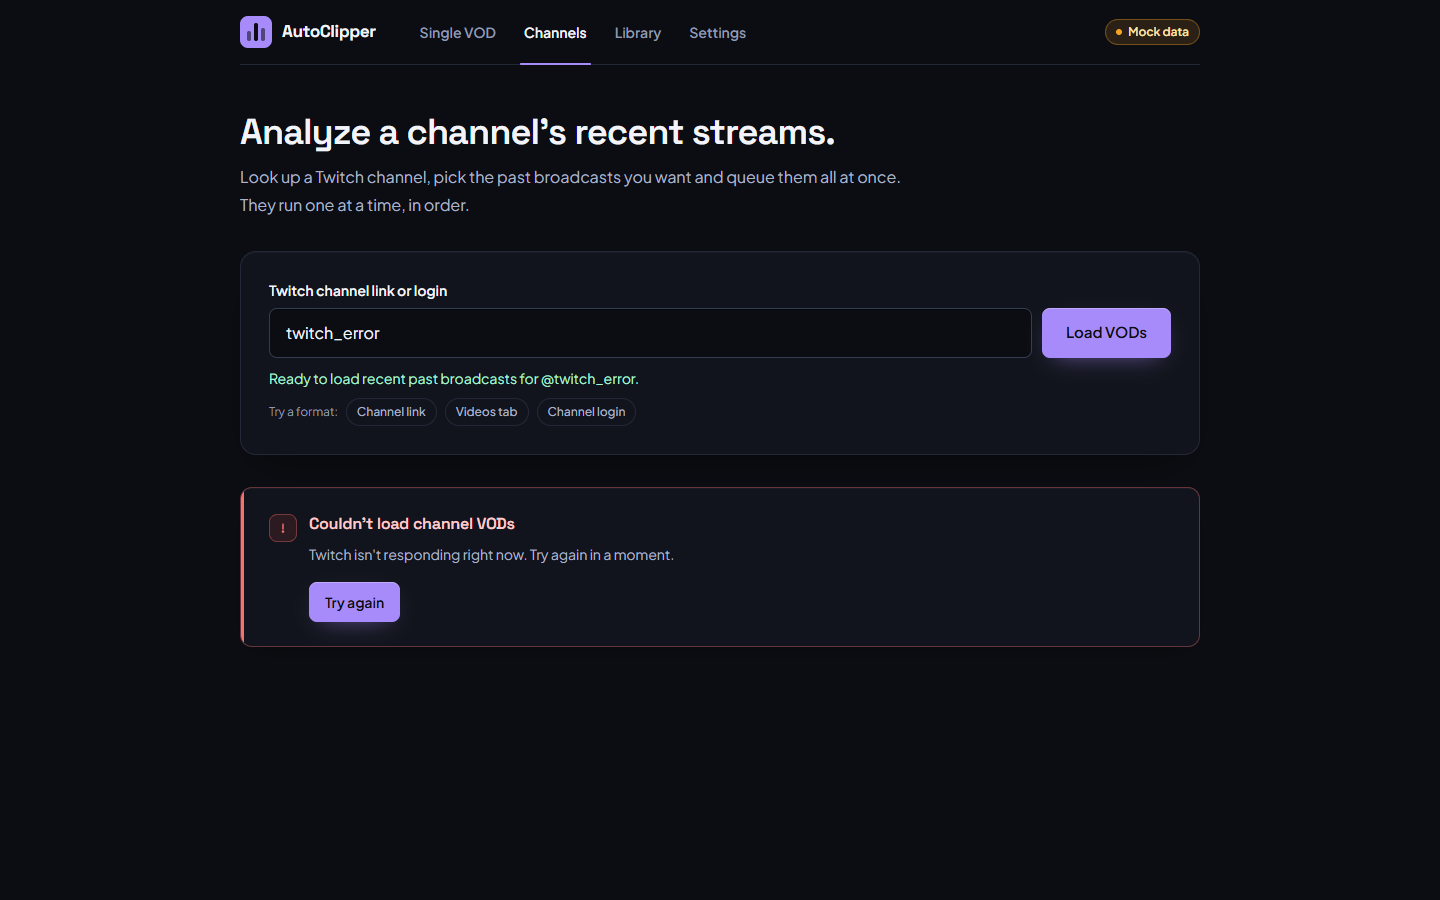 AutoClipper
Single VOD
Channels
Library
Settings
Mock data
Analyze a channel’s recent streams.
Look up a Twitch channel, pick the past broadcasts you want and queue them all at once.
They run one at a time, in order.
Twitch channel link or login
twitch_error
Load VODs
Ready to load recent past broadcasts for @twitch_error.
Try a format:
Channel link
Videos tab
Channel login
!
Couldn’t load channel VODs
Twitch isn't responding right now. Try again in a moment.
Try again